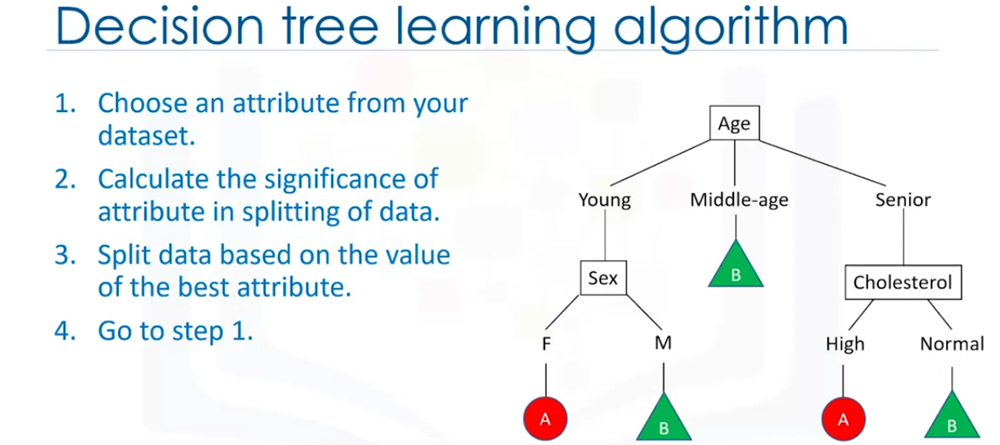 Decision tree learning algorithm
1. Choose an attribute from your
dataset.
2. Calculate the significance of
attribute in splitting of data.
3. Split data based on the value
of the best attribute.
4. Go to step 1.
Age
Young Middle-age Senior
Sex B Cholesterol
F M High Normal
A B A B